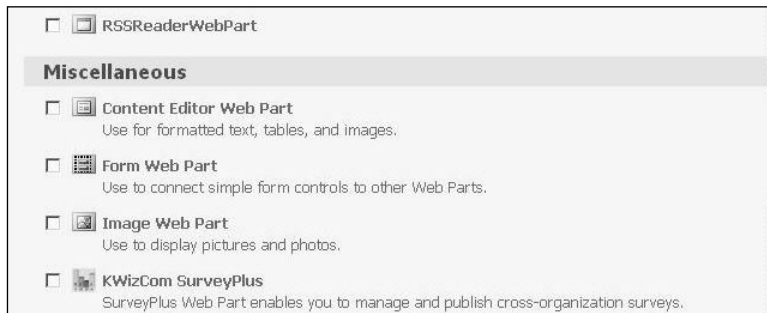 RSSReaderWebPart
Miscellaneous
Content Editor Web Part
Use for formatted text, tables, and images.
Form Web Part
Use to connect simple form controls to other Web Parts.
Image Web Part
Use to display pictures and photos.
KWizCom SurveyPlus
SurveyPlus Web Part enables you to manage and publish cross-organization surveys.